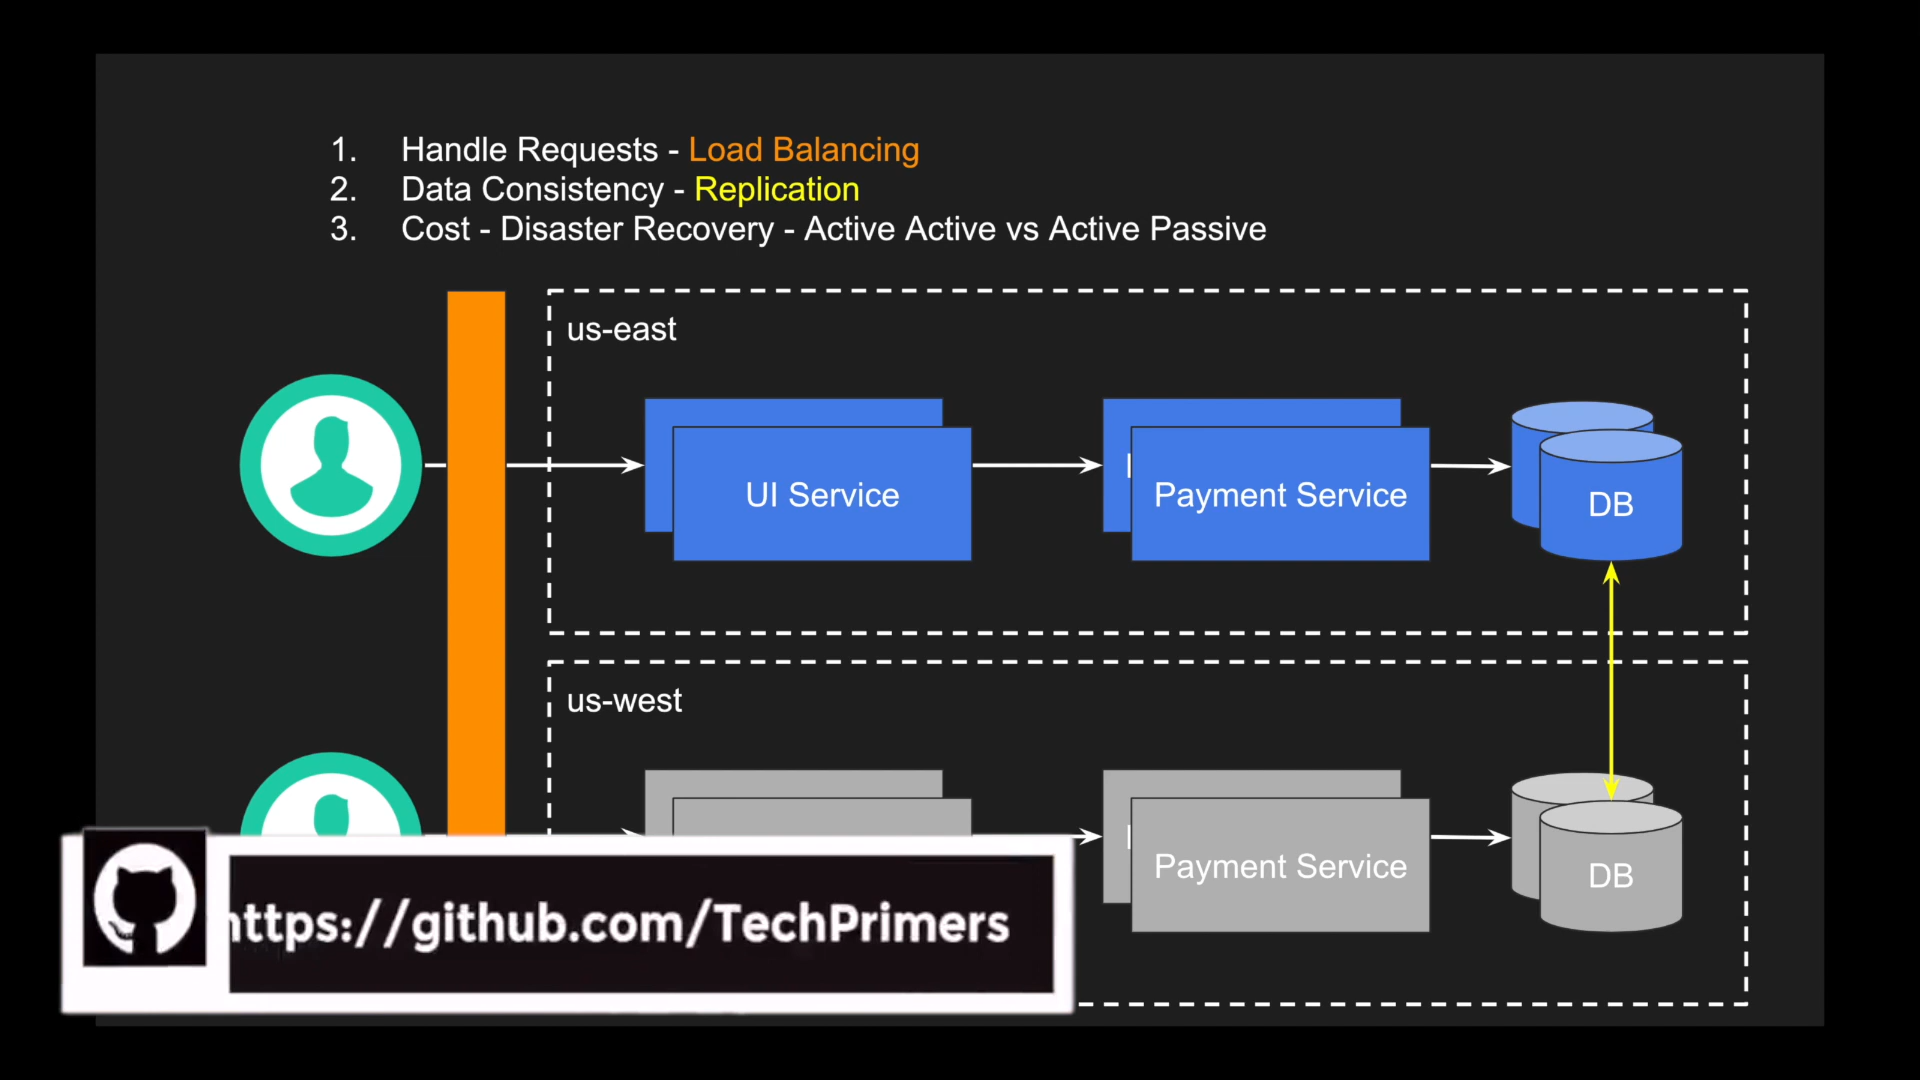 1. Handle Requests - Load Balancing
2. Data Consistency - Replication
3. Cost - Disaster Recovery - Active Active vs Active Passive
us-east
UI Service
Payment Service
DB
us-west
Payment Service
DB
https://github.com/TechPrimers